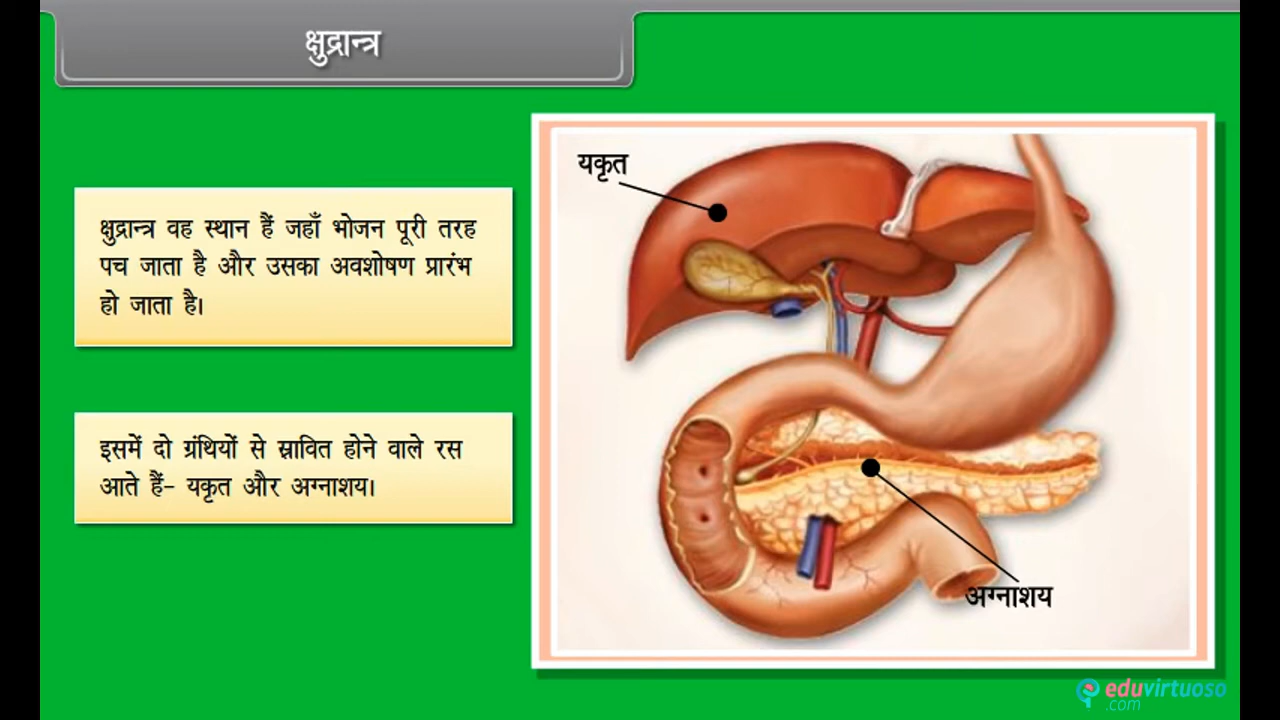 क्षुद्रान्त्र
क्षुद्रान्त्र वह स्थान हैं जहाँ भोजन पूरी तरह
पच जाता है और उसका अवशोषण प्रारंभ
हो जाता है।
इसमें दो ग्रंथियों से स्रावित होने वाले रस
आते हैं- यकृत और अग्नाशय।
यकृत
अग्नाशय
eduvirtuoso
.com